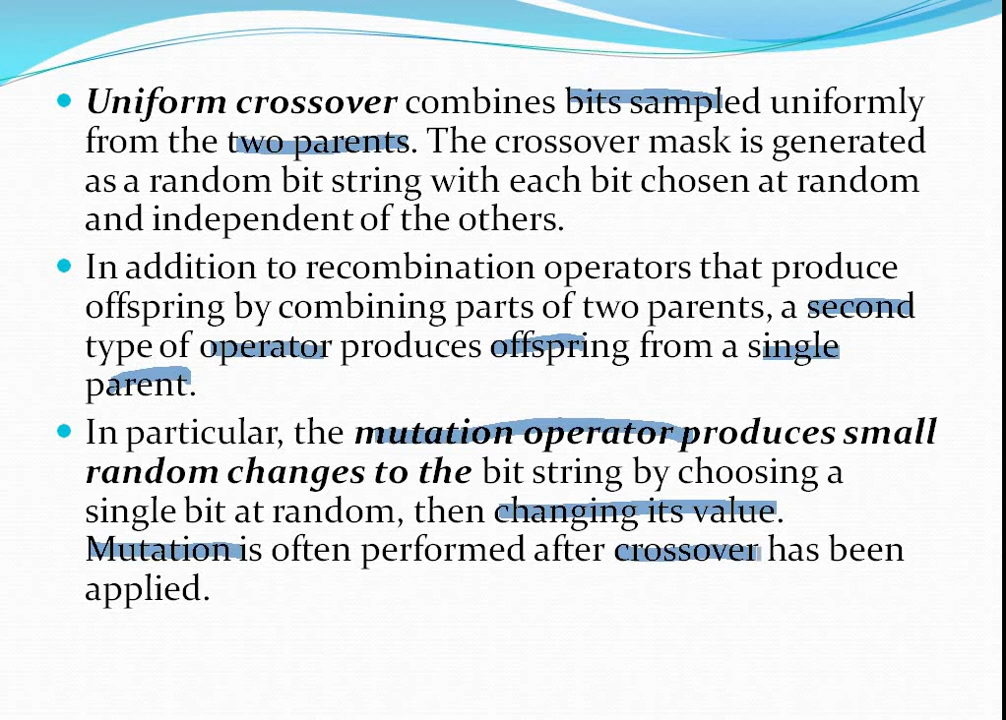 Uniform crossover combines bits sampled uniformly
from the two parents. The crossover mask is generated
as a random bit string with each bit chosen at random
and independent of the others.
In addition to recombination operators that produce
offspring by combining parts of two parents, a second
type of operator produces offspring from a single
parent.
In particular, the mutation operator produces small
random changes to the bit string by choosing a
single bit at random, then changing its value.
Mutation is often performed after crossover has been
applied.